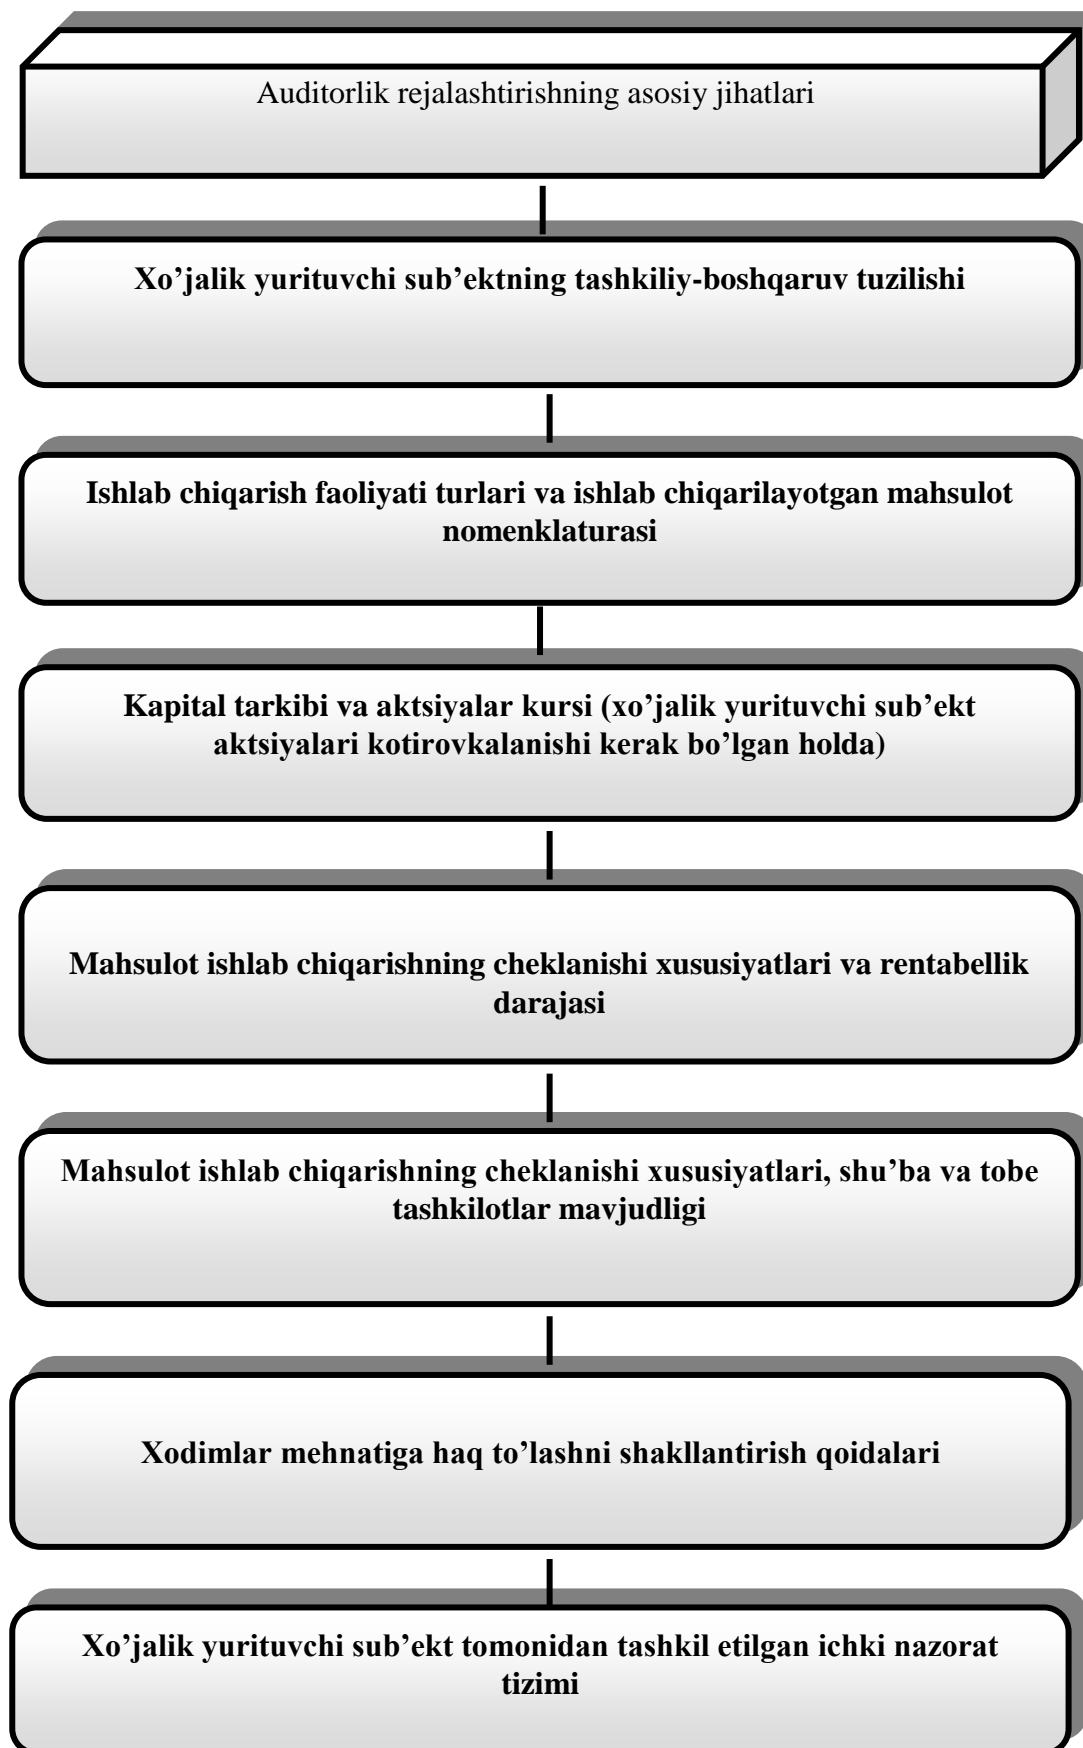 Auditorlik rejalashtirishning asosiy jihatlari
Xo’jalik yurituvchi sub’ektning tashkiliy-boshqaruv tuzilishi
Ishlab chiqarish faoliyati turlari va ishlab chiqarilayotgan mahsulot
nomenklaturasi
Kapital tarkibi va aktsiyalar kursi (xo’jalik yurituvchi sub’ekt
aktsiyalari kotirovkalanishi kerak bo’lgan holda)
Mahsulot ishlab chiqarishning cheklanishi xususiyatlari va rentabellik
darajasi
Mahsulot ishlab chiqarishning cheklanishi xususiyatlari, shu’ba va tobe
tashkilotlar mavjudligi
Xodimlar mehnatiga haq to’lashni shakllantirish qoidalari
Xo’jalik yurituvchi sub’ekt tomonidan tashkil etilgan ichki nazorat
tizimi